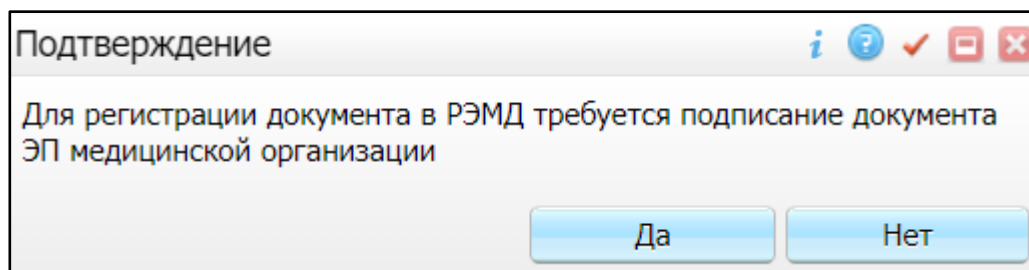 Подтверждение
Для регистрации документа в РЭМД требуется подписание документа
ЭП медицинской организации
Да
Нет